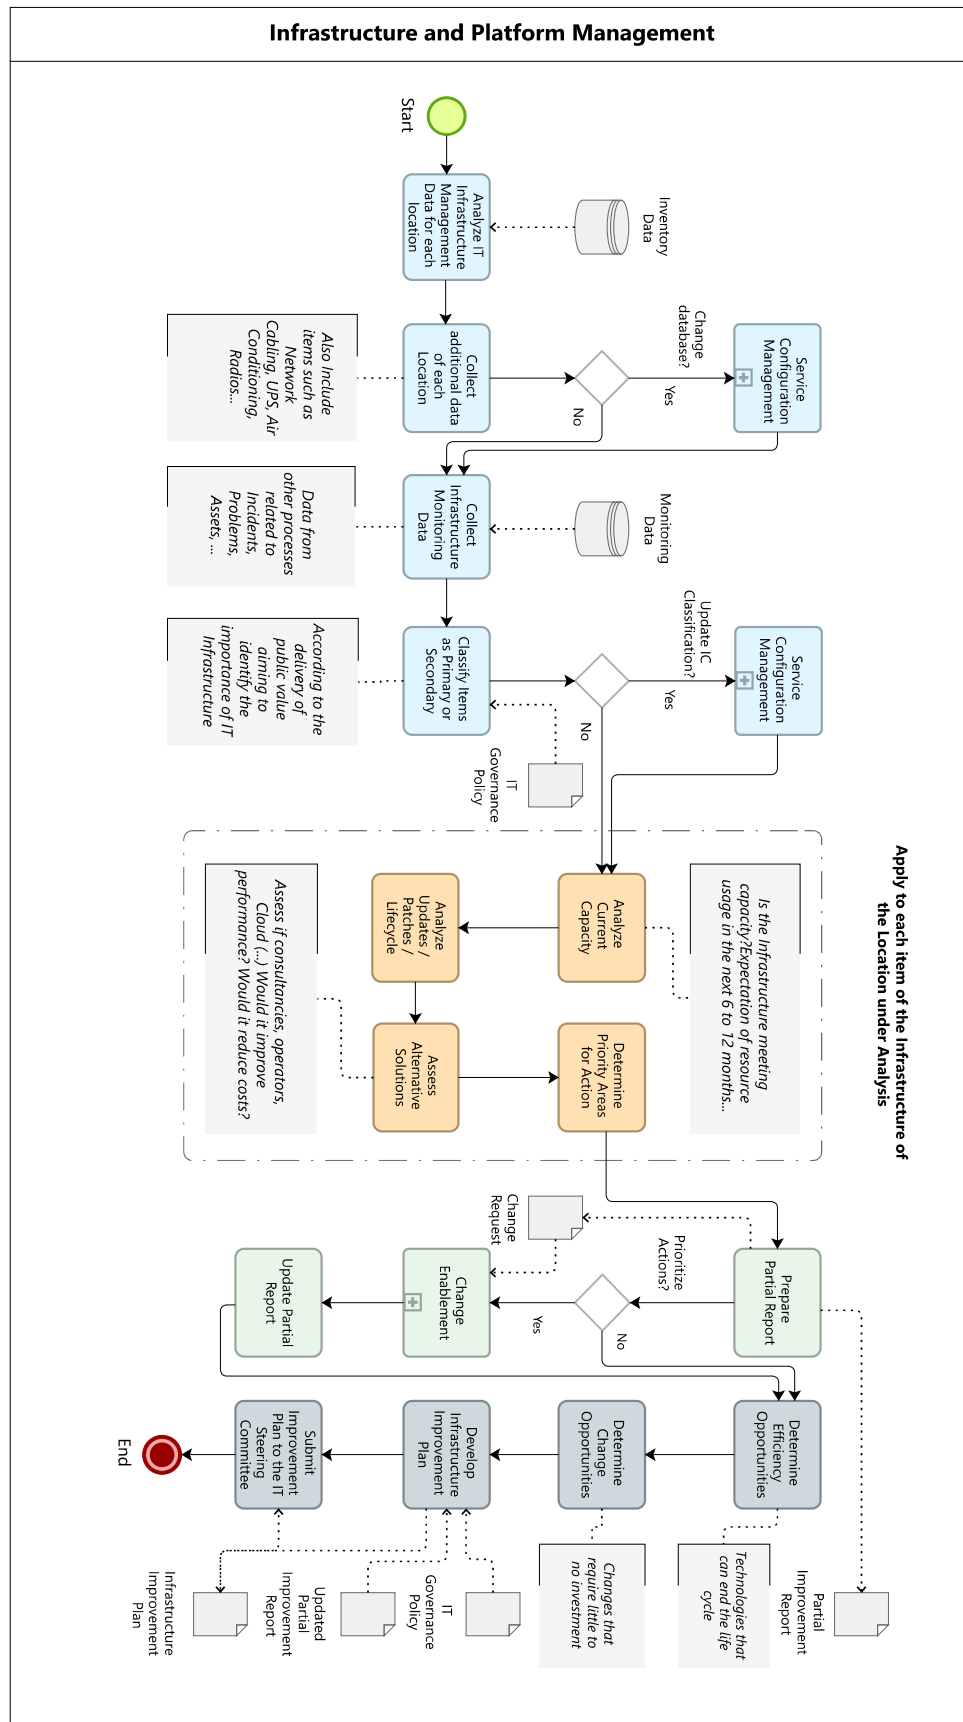 Infrastructure and Platform Management
Start
Analyze IT
Infrastructure
Management
Data for each
location
Inventory
Data
Collect
additional data
of each
Location
Also Include
items such as
Network
Cabling, UPS, Air
Conditioning,
Radios...
Change
database?
Yes
No
Service
Configuration
Management
Collect
Infrastructure
Monitoring
Data
Monitoring
Data
Data from
other processes
related to
Incidents,
Problems,
Assets, ...
Classify Items
as Primary or
Secondary
According to the
delivery of
public value
aiming to
identify the
importance of IT
Infrastructure
Update IC
Classification?
Yes
No
Service
Configuration
Management
IT
Governance
Policy
Apply to each item of the Infrastructure of
the Location under Analysis
Is the Infrastructure meeting
capacity?Expectation of resource
usage in the next 6 to 12 months...
Analyze
Current
Capacity
Analyze
Updates /
Patches /
Lifecycle
Assess
Alternative
Solutions
Determine
Priority Areas
for Action
Assess if consultancies, operators,
Cloud (...) Would it improve
performance? Would it reduce costs?
Prepare
Partial Report
Change
Request
Prioritize
Actions?
No
Yes
Change
Enablement
Update Partial
Report
Determine
Efficiency
Opportunities
Determine
Change
Opportunities
Develop
Infrastructure
Improvement
Plan
Submit
Improvement
Plan to the IT
Steering
Committee
End
Partial
Improvement
Report
Technologies that
can end the life
cycle
Changes that
require little to
no investment
IT
Governance
Policy
Updated
Partial
Improvement
Report
Infrastructure
Improvement
Plan